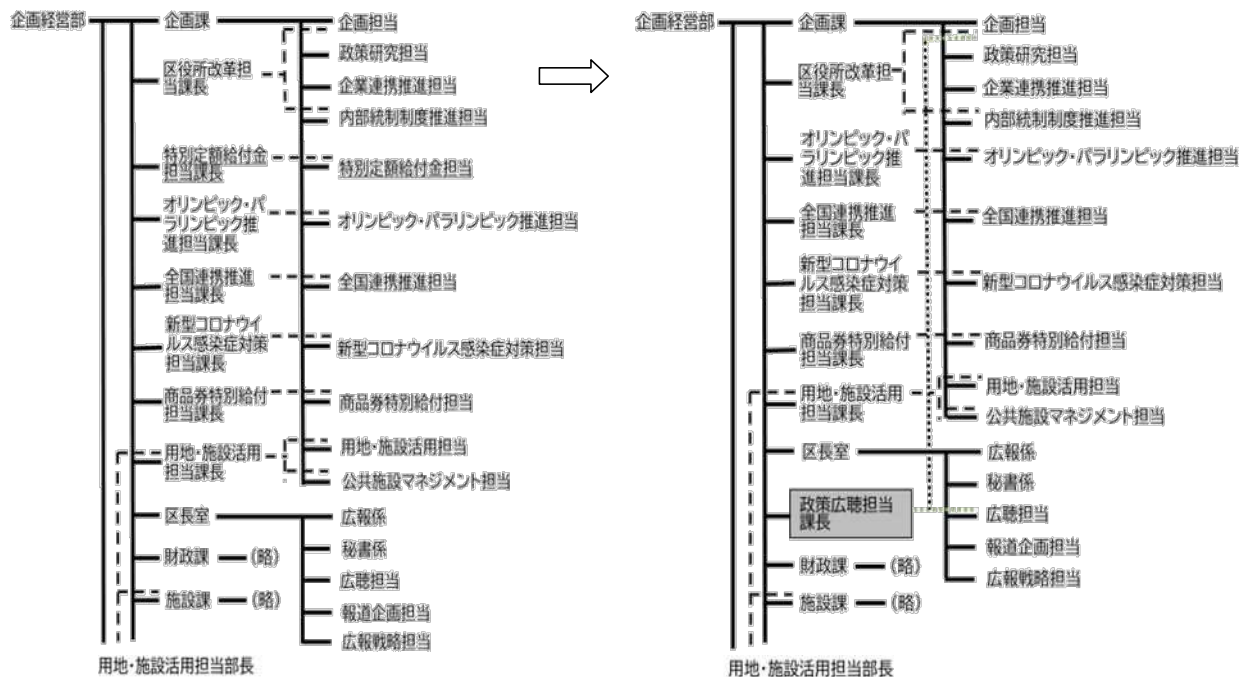 企画経営部
企画課
企画担当
政策研究担当
区役所改革担
当課長
企業連携推進担当
内部統制制度推進担当
特別定額給付金
担当課長
特別定額給付金担当
オリンピック・パ
ラリンピック推
進担当課長
オリンピック・パラリンピック推進担当
全国連携推進
担当課長
全国連携推進担当
新型コロナウイ
ルス感染症対策
担当課長
新型コロナウイルス感染症対策担当
商品券特別給付
担当課長
商品券特別給付担当
用地・施設活用
担当課長
用地・施設活用担当
公共施設マネジメント担当
区長室
広報係
秘書係
財政課
(略)
広聴担当
施設課
(略)
報道企画担当
広報戦略担当
用地・施設活用担当部長
企画経営部
企画課
企画担当
政策研究担当
区役所改革担
当課長
企業連携推進担当
内部統制制度推進担当
オリンピック・パ
ラリンピック推
進担当課長
オリンピック・パラリンピック推進担当
全国連携推進
担当課長
全国連携推進担当
新型コロナウイ
ルス感染症対策
担当課長
新型コロナウイルス感染症対策担当
商品券特別給付
担当課長
商品券特別給付担当
用地・施設活用
担当課長
用地・施設活用担当
公共施設マネジメント担当
区長室
広報係
秘書係
政策広聴担当
課長
広聴担当
報道企画担当
財政課
(略)
広報戦略担当
施設課
(略)
用地・施設活用担当部長